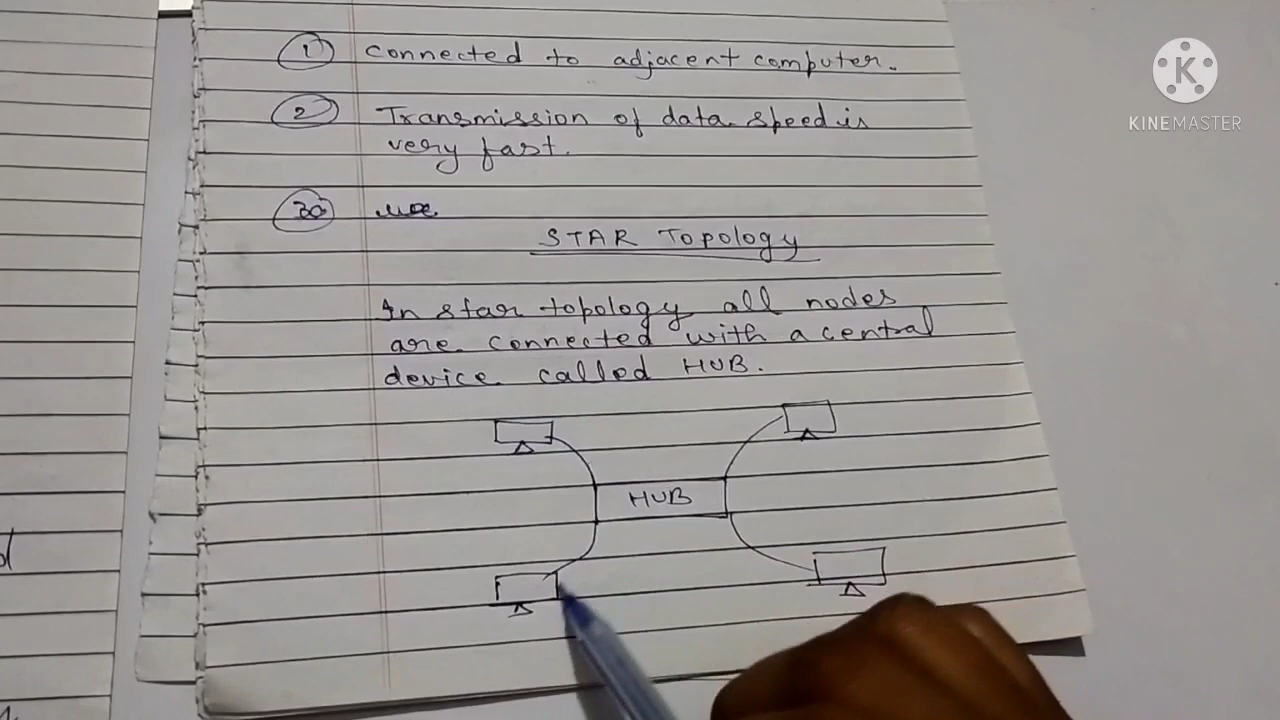 1 Connected to adjacent computer.
2 Transmission of data speed is
very fast.
STAR Topology
In star topology all nodes
are connected with a central
device called HUB.
HUB
K
KINEMASTER